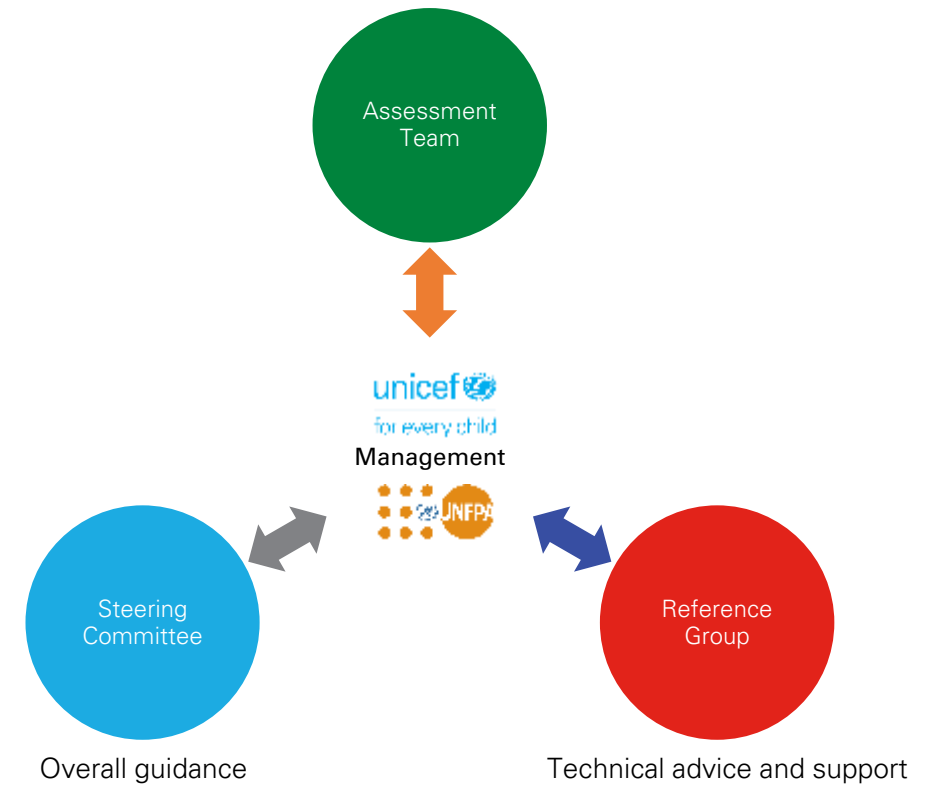 Assessment
Team
unicef
for every child
Management
UNFPA
Steering
Committee
Reference
Group
Overall guidance
Technical advice and support